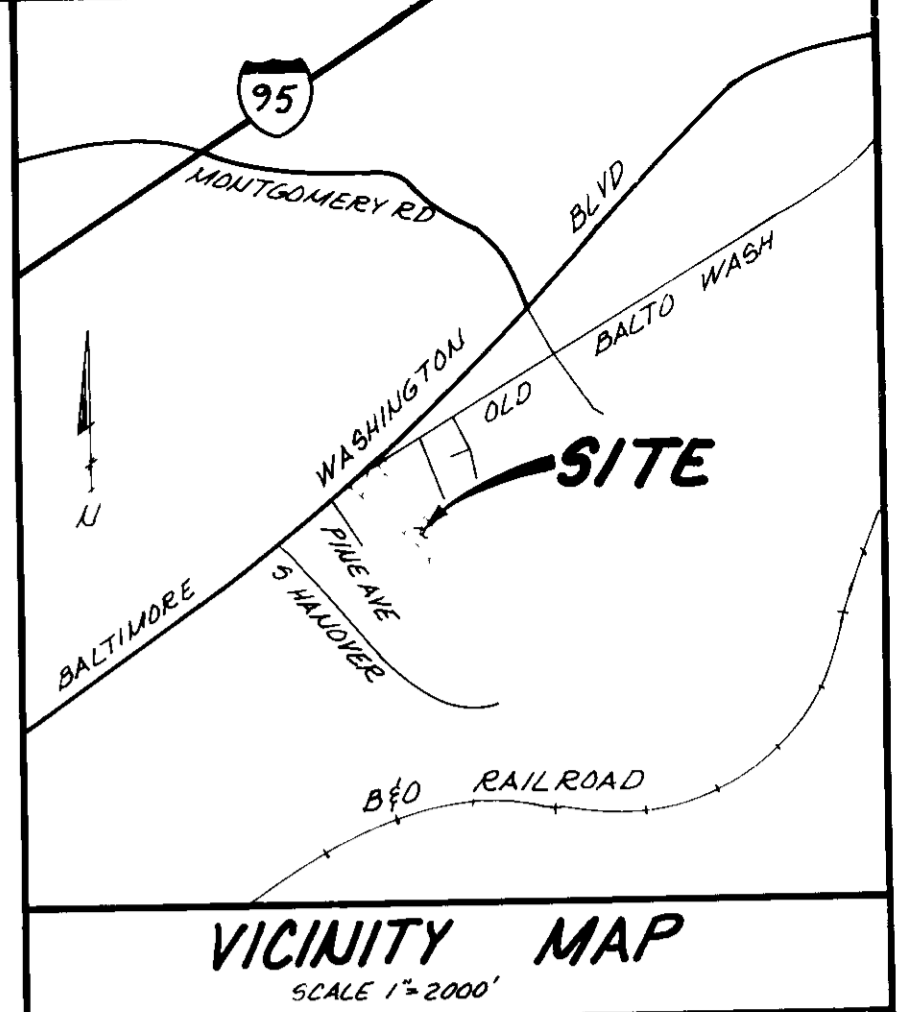 95
MONTGOMERY RD
BALTIMORE WASHINGTON BLVD
OLD BALTO WASH
SITE
N
PINE AVE
S HANOVER
B&O RAILROAD
VICINITY MAP
SCALE 1"=2000'